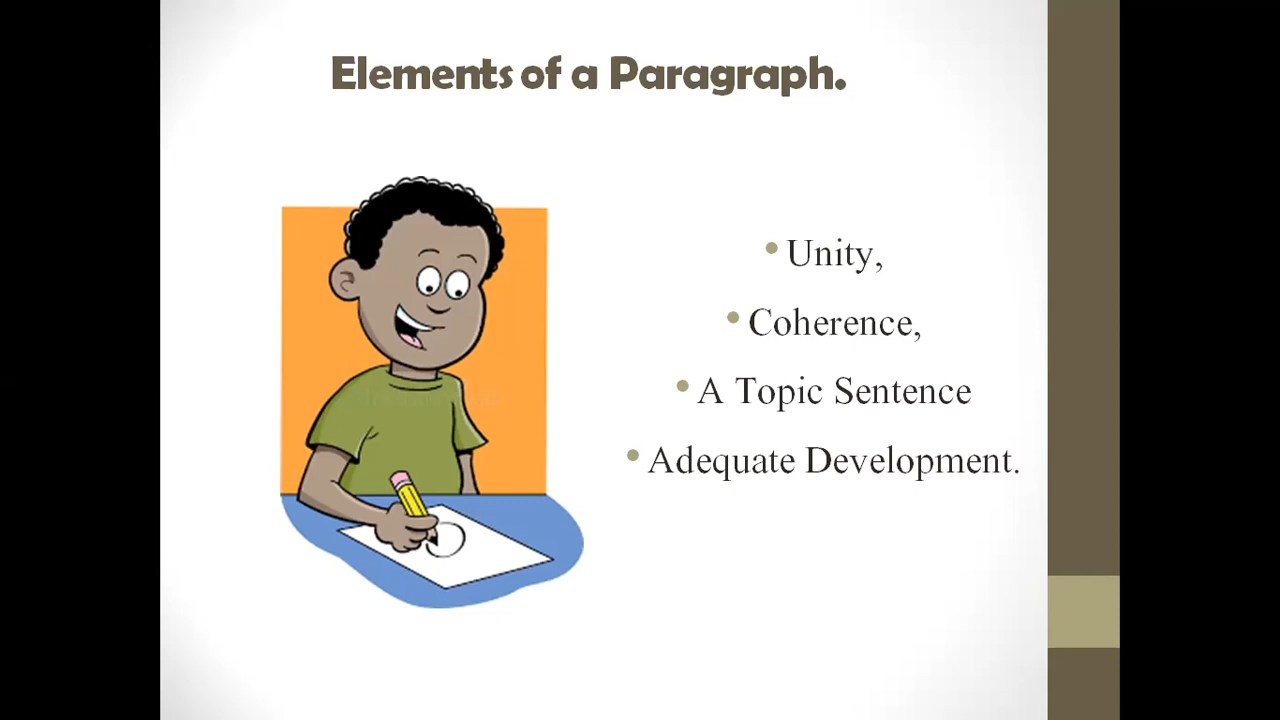 Elements of a Paragraph.
Unity,
Coherence,
A Topic Sentence
Adequate Development.